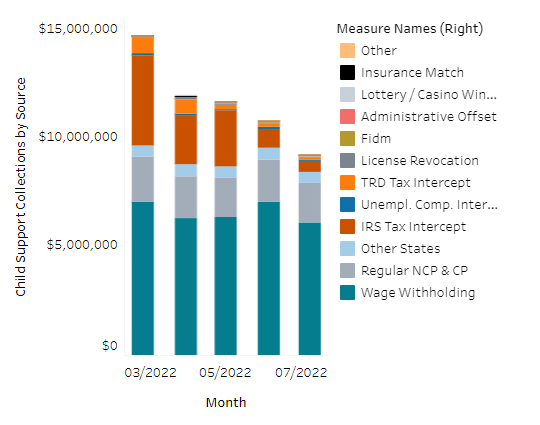 $15,000,000
$10,000,000
$5,000,000
$0
Child Support Collections by Source
03/2022 05/2022 07/2022
Month
Measure Names (Right)
Other
Insurance Match
Lottery / Casino Win...
Administrative Offset
Fidm
License Revocation
TRD Tax Intercept
Unempl. Comp. Inter...
IRS Tax Intercept
Other States
Regular NCP & CP
Wage Withholding